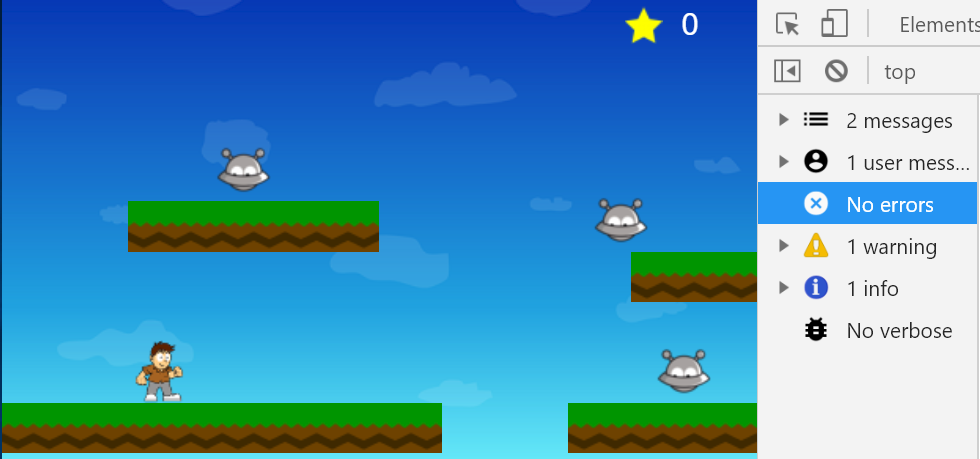 0
Elements
top
2 messages
1 user mess...
No errors
1 warning
1 info
No verbose